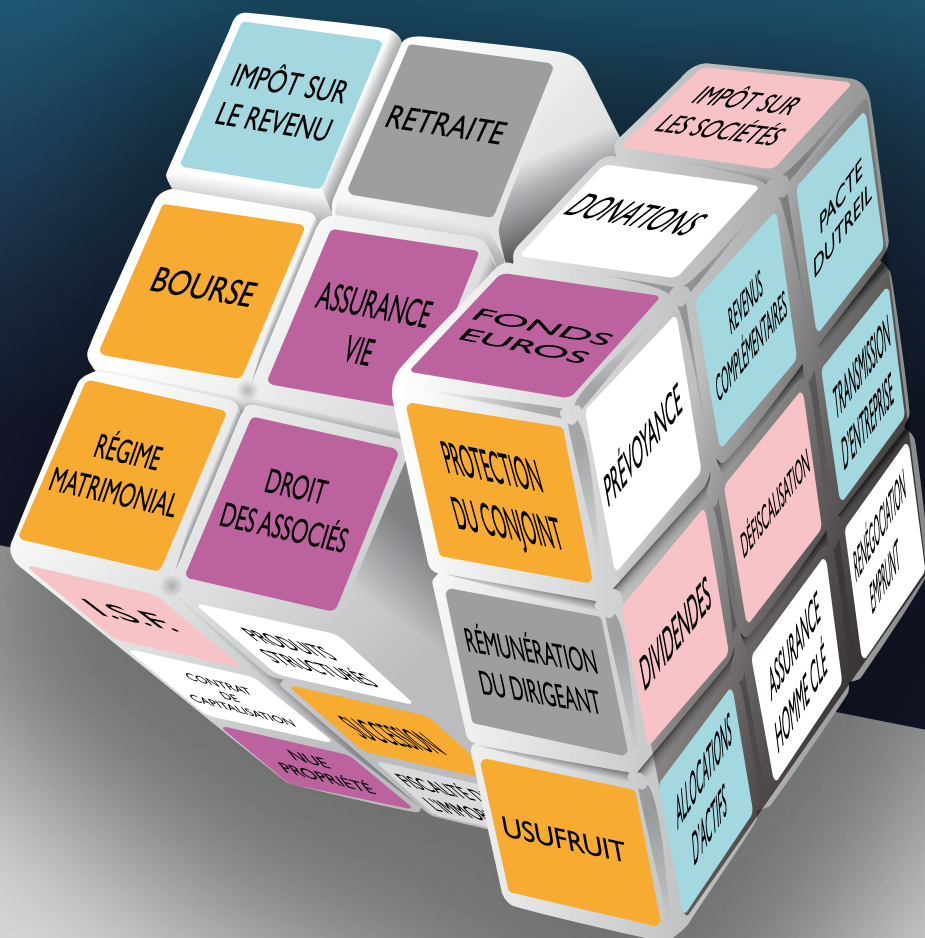 IMPÔT SUR
LE REVENU
RETRAITE
IMPÔT SUR
LES SOCIÉTÉS
DONATIONS
PACTE
DUTREIL
BOURSE
ASSURANCE
VIE
FONDS
EUROS
REVENUS
COMPLÉMENTAIRES
PRÉVOYANCE
TRANSMISSION
D'ENTREPRISE
RÉGIME
MATRIMONIAL
DROIT
DES ASSOCIÉS
PROTECTION
DU CONJOINT
DÉFISCALISATION
RENÉGOCIATION
EMPRUNT
DIVIDENDES
ASSURANCE
HOMME CLÉ
I.S.F.
PRODUITS
STRUCTURÉS
RÉMUNÉRATION
DU DIRIGEANT
CONTRAT
DE
CAPITALISATION
SUCCESSION
NUE
PROPRIÉTÉ
FISCALITÉ D
L'IMMO
USUFRUIT
ALLOCATIONS
D'ACTIFS